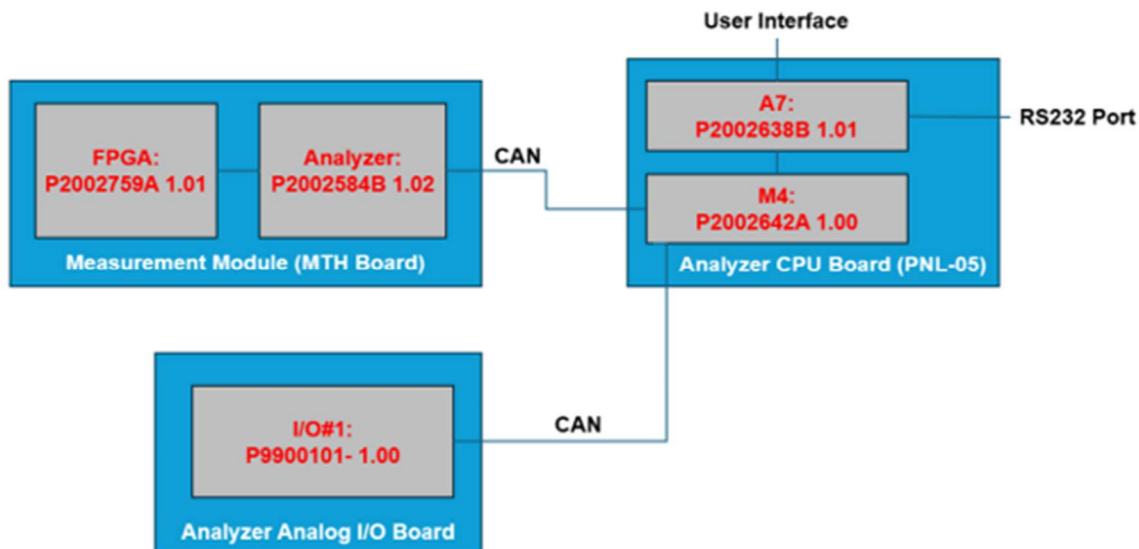 User Interface
A7:
P2002638B 1.01
RS232 Port
FPGA:
P2002759A 1.01
Analyzer:
P2002584B 1.02
CAN
M4:
P2002642A 1.00
Measurement Module (MTH Board)
Analyzer CPU Board (PNL-05)
I/O#1:
P9900101- 1.00
CAN
Analyzer Analog I/O Board